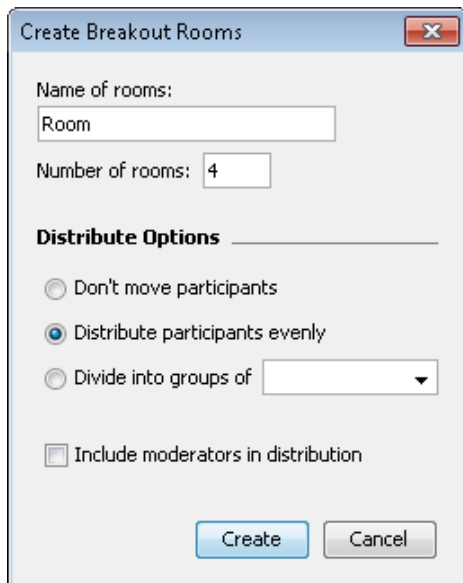 Create Breakout Rooms
Name of rooms:
Room
Number of rooms: 4
Distribute Options
Don't move participants
Distribute participants evenly
Divide into groups of
Include moderators in distribution
Create Cancel